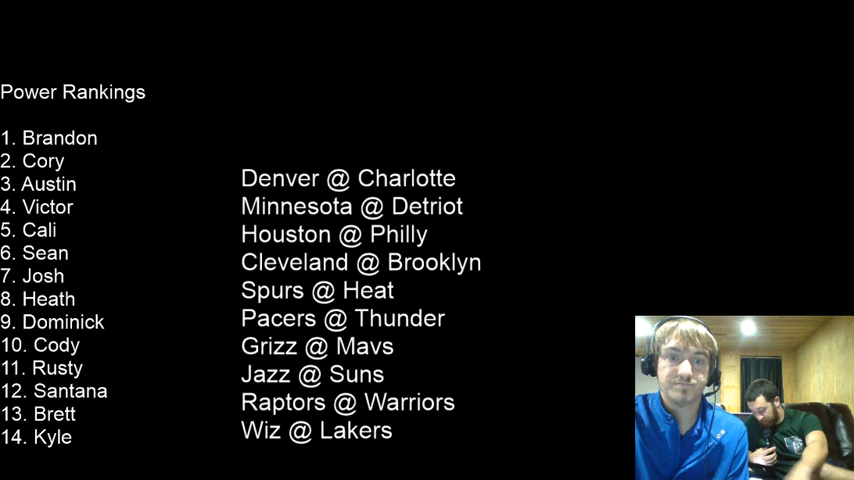 Power Rankings
1. Brandon
2. Cory
3. Austin
4. Victor
5. Cali
6. Sean
7. Josh
8. Heath
9. Dominick
10. Cody
11. Rusty
12. Santana
13. Brett
14. Kyle
Denver @ Charlotte
Minnesota @ Detriot
Houston @ Philly
Cleveland @ Brooklyn
Spurs @ Heat
Pacers @ Thunder
Grizz @ Mavs
Jazz @ Suns
Raptors @ Warriors
Wiz @ Lakers